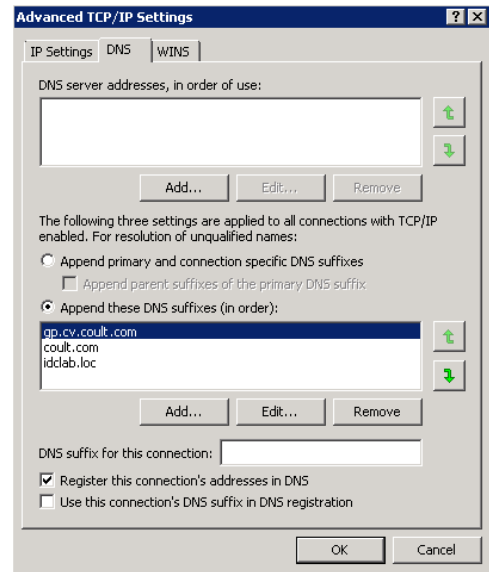 Advanced TCP/IP Settings
IP Settings DNS WINS
DNS server addresses, in order of use:
Add... Edit... Remove
The following three settings are applied to all connections with TCP/IP
enabled. For resolution of unqualified names:
Append primary and connection specific DNS suffixes
Append parent suffixes of the primary DNS suffix
Append these DNS suffixes (in order):
gp.cv.coult.com
coult.com
idclab.loc
Add... Edit... Remove
DNS suffix for this connection:
Register this connection's addresses in DNS
Use this connection's DNS suffix in DNS registration
OK Cancel